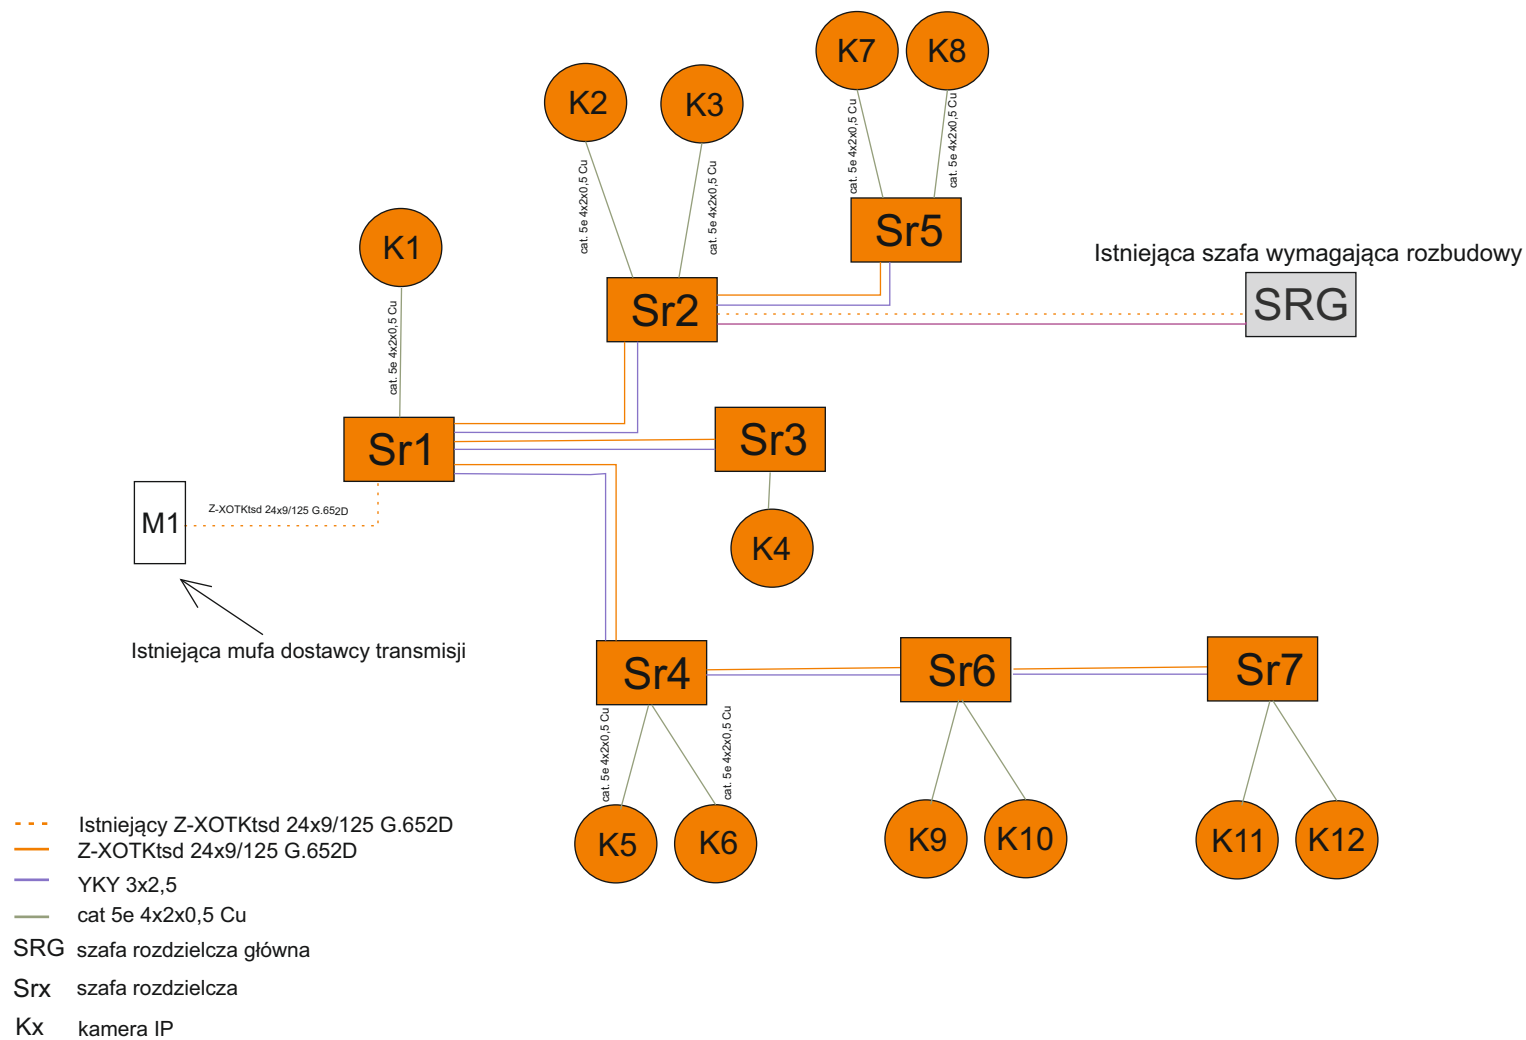 K7
K8
K2
K3
cat. 5e 4x2x0,5 Cu
cat. 5e 4x2x0,5 Cu
cat. 5e 4x2x0,5 Cu
cat. 5e 4x2x0,5 Cu
Sr5
K1
Istniejąca szafa wymagająca rozbudowy
SRG
Sr2
cat. 5e 4x2x0,5 Cu
Sr1
Sr3
M1
Z-XOTKtsd 24x9/125 G.652D
K4
Istniejąca mufa dostawcy transmisji
Sr4
Sr6
Sr7
cat. 5e 4x2x0,5 Cu
cat. 5e 4x2x0,5 Cu
K5
K6
K9
K10
K11
K12
Istniejący Z-XOTKtsd 24x9/125 G.652D
Z-XOTKtsd 24x9/125 G.652D
YKY 3x2,5
cat 5e 4x2x0,5 Cu
SRG szafa rozdzielcza główna
Srx szafa rozdzielcza
Kx kamera IP